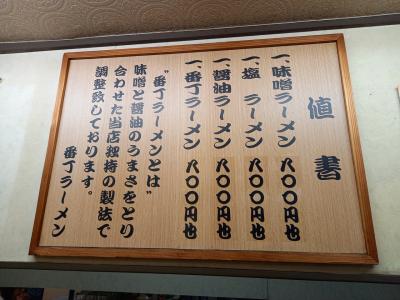 値書
一、味噌ラーメン 八〇〇円也
一、塩 ラーメン 八〇〇円也
一、醤油ラーメン 八〇〇円也
一、番丁ラーメン 八〇〇円也
"番丁ラーメンとは"
味噌と醤油のうまさをとり
合わせた当店独特の製法で
調整致しております。
番丁ラーメン